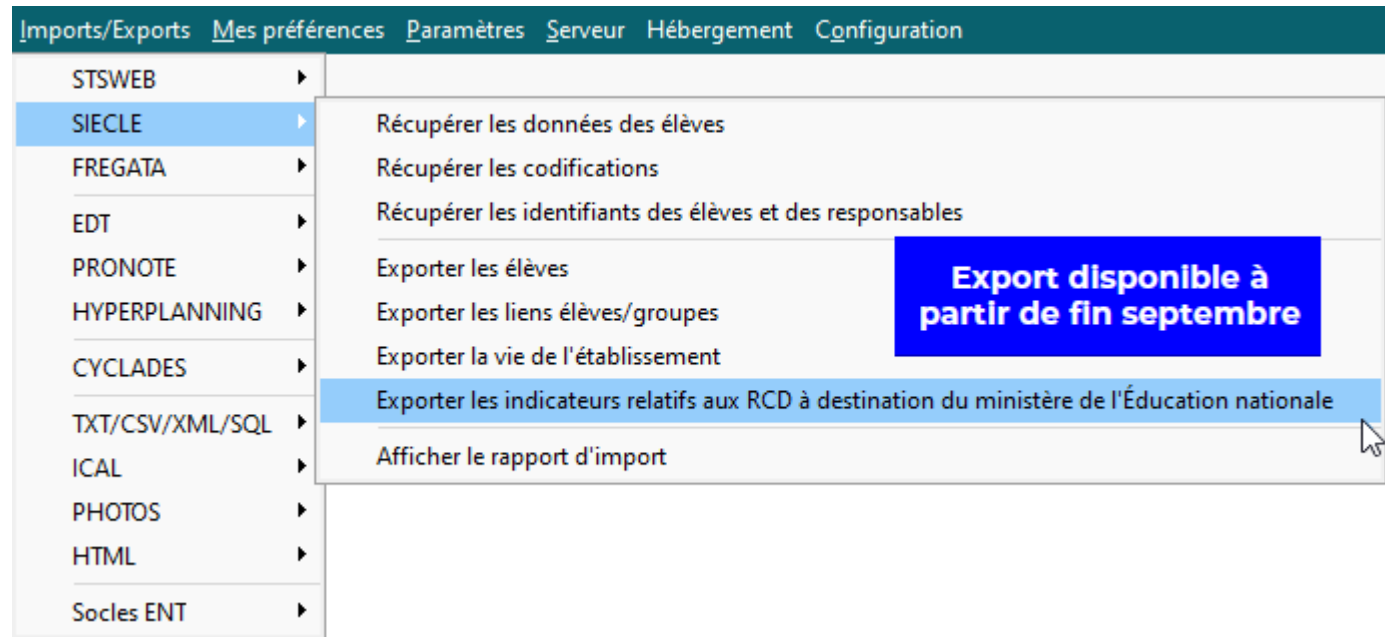 Imports/Exports Mes préférences Paramètres Serveur Hébergement Configuration
STSWEB
SIECLE
FREGATA
EDT
PRONOTE
HYPERPLANNING
CYCLADES
TXT/CSV/XML/SQL
ICAL
PHOTOS
HTML
Socles ENT
Récupérer les données des élèves
Récupérer les codifications
Récupérer les identifiants des élèves et des responsables
Exporter les élèves
Exporter les liens élèves/groupes
Exporter la vie de l'établissement
Exporter les indicateurs relatifs aux RCD à destination du ministère de l'Éducation nationale
Afficher le rapport d'import
Export disponible à
partir de fin septembre